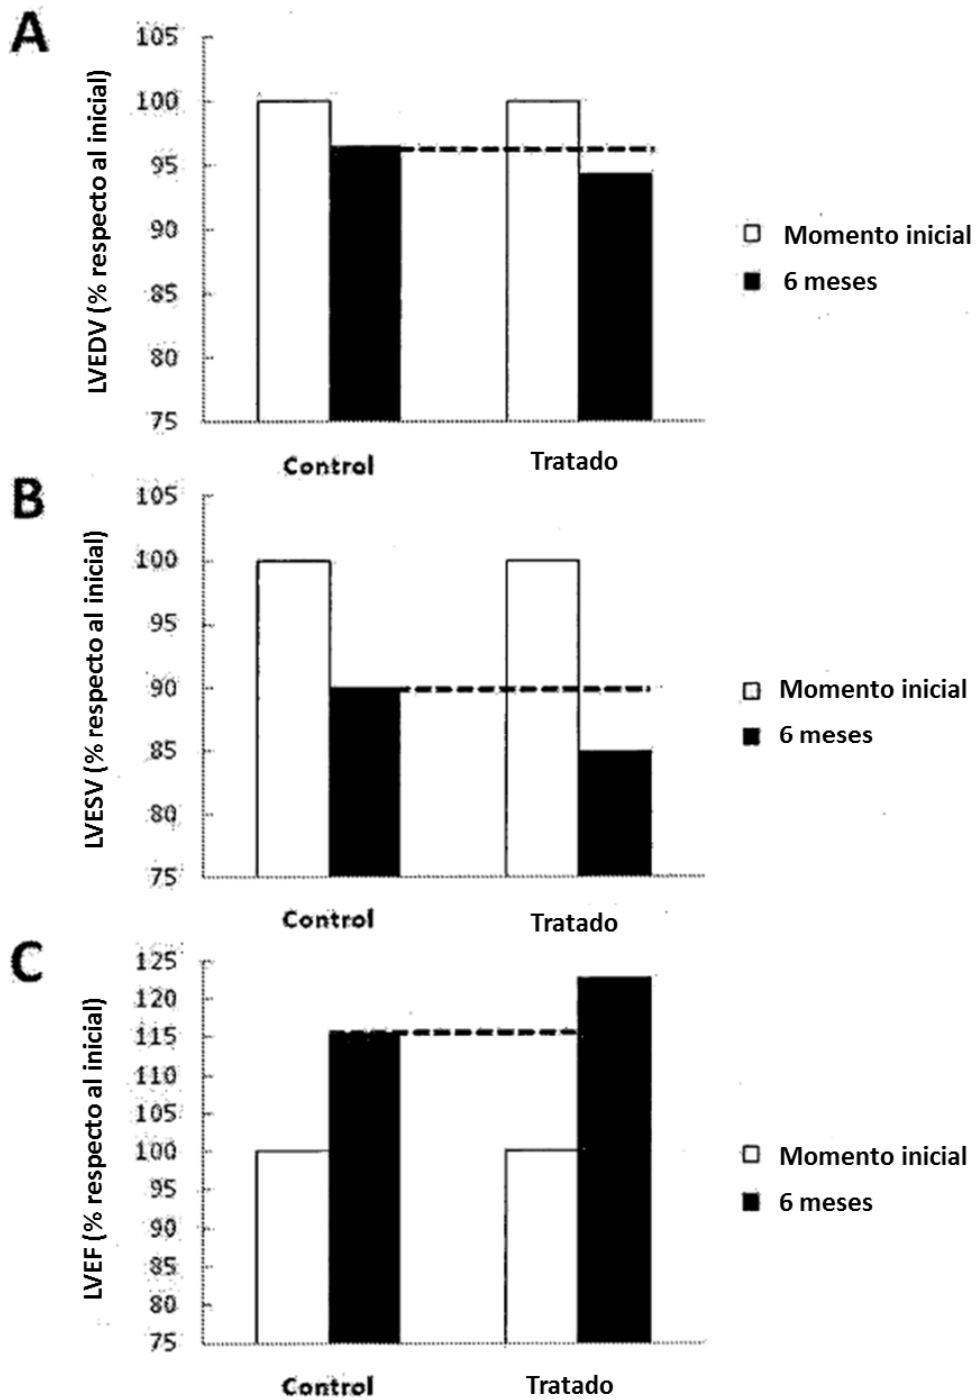 A
LVEDV (% respecto al inicial)
105
100
95
90
85
80
75
Control
Tratado
Momento inicial
6 meses
B
LVESV (% respecto al inicial)
105
100
95
90
85
80
75
Control
Tratado
Momento inicial
6 meses
C
LVEF (% respecto al inicial)
125
120
115
110
105
100
95
90
85
80
75
Control
Tratado
Momento inicial
6 meses